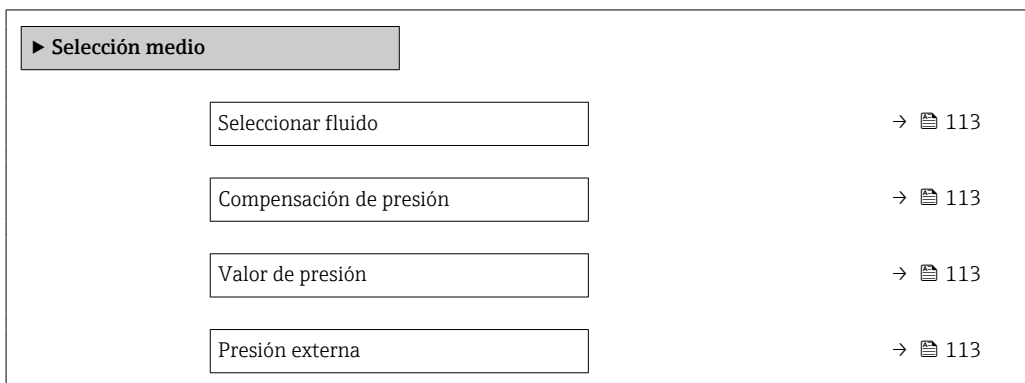 ▶ Selección medio
Seleccionar fluido → 113
Compensación de presión → 113
Valor de presión → 113
Presión externa → 113